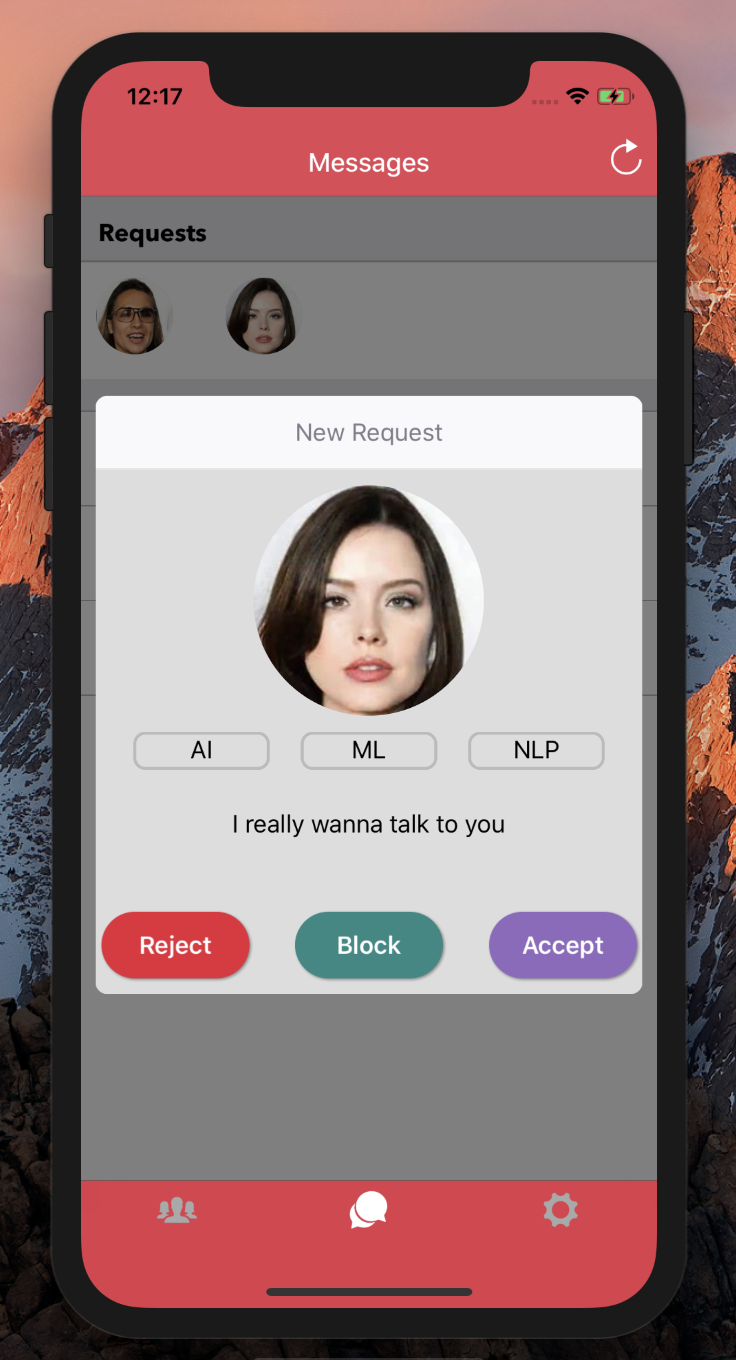 12:17
Messages
Requests
New Request
AI ML NLP
I really wanna talk to you
Reject Block Accept